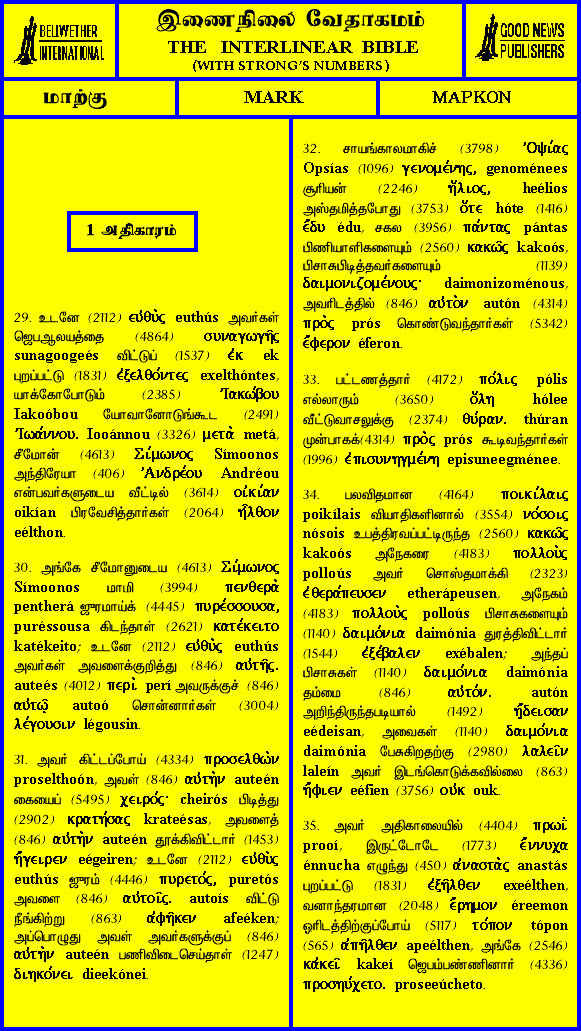 BELLWETHER
INTERNATIONAL
இணைநிலை வேதாகமம்
THE INTERLINEAR BIBLE
(WITH STRONG'S NUMBERS)
GOOD NEWS
PUBLISHERS
மாற்கு
MARK
ΜΑΡΚΟΝ
1 அதிகாரம்
29. உடனே (2112) εὐθὺς euthús அவர்கள்
ஜெபஆலயத்தை (4864) συναγωγῆς
sunagoogeés விட்டுப் (1537) ἐκ ek
புறப்பட்டு (1831) ἐξελθόντες exelthóntes,
யாக்கோபோடும் (2385) Ἰακώβου
Iakoóbou யோவானோடுங்கூட (2491)
Ἰωάννου. Iooánnou (3326) μετὰ metá,
சீமோன் (4613) Σίμωνος Símoonos
அந்திரேயா (406) Ἀνδρέου Andréou
என்பவர்களுடைய வீட்டில் (3614) οἰκίαν
oikían பிரவேசித்தார்கள் (2064) ἦλθον
eélthon.
30. அங்கே சீமோனுடைய (4613) Σίμωνος
Símoonos மாமி (3994) πενθερὰ
pentherá ஜுரமாய்க் (4445) πυρέσσουσα,
puréssousa கிடந்தாள் (2621) κατέκειτο
katékeito; உடனே (2112) εὐθὺς euthús
அவர்கள் அவளைக்குறித்து (846) αὐτῆς.
auteés (4012) περὶ perí அவருக்குச் (846)
αὐτῷ autoó சொன்னார்கள் (3004)
λέγουσιν légousin.
31. அவர் கிட்டப்போய் (4334) προσελθὼν
proselthoón, அவள் (846) αὐτὴν auteén
கையைப் (5495) χειρός· cheirós பிடித்து
(2902) κρατήσας krateésas, அவளைத்
(846) αὐτὴν auteén தூக்கிவிட்டார் (1453)
ἤγειρεν eégeiren; உடனே (2112) εὐθὺς
euthús ஜுரம் (4446) πυρετός, puretós
அவளை (846) αὐτοῖς. autoís விட்டு
நீங்கிற்று (863) ἀφῆκεν afeéken;
அப்பொழுது அவள் அவர்களுக்குப் (846)
αὐτὴν auteén பணிவிடைசெய்தாள் (1247)
διηκόνει dieekónei.
32. சாயங்காலமாகிச் (3798) Ὀψίας
Opsías (1096) γενομένης, genoménees
சூரியன் (2246) ἥλιος, heélios
அஸ்தமித்தபோது (3753) ὅτε hóte (1416)
ἔδυ édu, சகல (3956) πάντας pántas
பிணியாளிகளையும் (2560) κακῶς kakoós,
பிசாசுபிடித்தவர்களையும் (1139)
δαιμονιζομένους· daimonizoménous,
அவரிடத்தில் (846) αὐτὸν autón (4314)
πρὸς prós கொண்டுவந்தார்கள் (5342)
ἔφερον éferon.
33. பட்டணத்தார் (4172) πόλις pólis
எல்லாரும் (3650) ὅλη hólee
வீட்டுவாசலுக்கு (2374) θύραν. thúran
முன்பாகக்(4314) πρὸς prós கூடிவந்தார்கள்
(1996) ἐπισυνηγμένη episuneegménee.
34. பலவிதமான (4164) ποικίλαις
poikílais வியாதிகளினால் (3554) νόσοις
nósois உபத்திரவப்பட்டிருந்த (2560) κακῶς
kakoós அநேகரை (4183) πολλοὺς
polloús அவர் சொஸ்தமாக்கி (2323)
ἐθεράπευσεν etherápeusen, அநேகம்
(4183) πολλοὺς polloús பிசாசுகளையும்
(1140) δαιμόνια daimónia துரத்திவிட்டார்
(1544) ἐξέβαλεν exébalen; அந்தப்
பிசாசுகள் (1140) δαιμόνια daimónia
தம்மை (846) αὐτόν. autón
அறிந்திருந்தபடியால் (1492) ᾔδεισαν
eédeisan, அவைகள் (1140) δαιμόνια
daimónia பேசுகிறதற்கு (2980) λαλεῖν
laleín அவர் இடங்கொடுக்கவில்லை (863)
ἤφιεν eéfien (3756) οὐκ ouk.
35. அவர் அதிகாலையில் (4404) πρωῒ
prooí, இருட்டோடே (1773) ἔννυχα
énnucha எழுந்து (450) ἀναστὰς anastás
புறப்பட்டு (1831) ἐξῆλθεν exeélthen,
வனாந்தரமான (2048) ἔρημον éreemon
ஓரிடத்திற்குப்போய் (5117) τόπον tópon
(565) ἀπῆλθεν apeélthen, அங்கே (2546)
κἀκεῖ kakeí ஜெபம்பண்ணினார் (4336)
προσηύχετο. proseeúcheto.